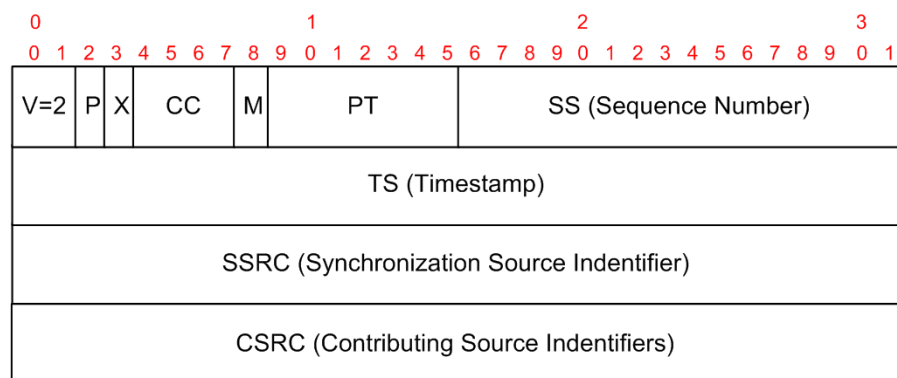 0 1 2 3
0 1 2 3 4 5 6 7 8 9 0 1 2 3 4 5 6 7 8 9 0 1 2 3 4 5 6 7 8 9 0 1
V=2 P X CC M PT SS (Sequence Number)
TS (Timestamp)
SSRC (Synchronization Source Indentifier)
CSRC (Contributing Source Indentifiers)